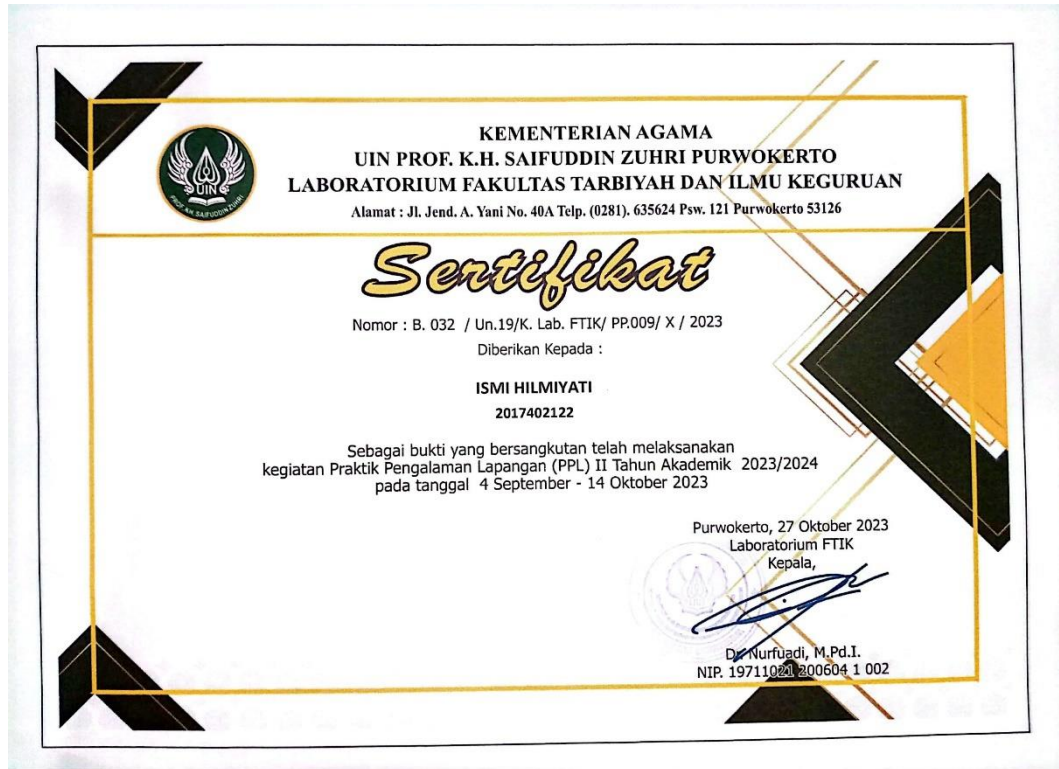 KEMENTERIAN AGAMA
UIN PROF. K.H. SAIFUDDIN ZUHRI PURWOKERTO
LABORATORIUM FAKULTAS TARBIYAH DAN ILMU KEGURUAN
Alamat : Jl. Jend. A. Yani No. 40A Telp. (0281). 635624 Psw. 121 Purwokerto 53126
UIN
PROF. K.H. SAIFUDDIN ZUHRI
Sertifikat
Nomor : B. 032 / Un.19/K. Lab. FTIK/ PP.009/ X / 2023
Diberikan Kepada :
ISMI HILMIYATI
2017402122
Sebagai bukti yang bersangkutan telah melaksanakan
kegiatan Praktik Pengalaman Lapangan (PPL) II Tahun Akademik 2023/2024
pada tanggal 4 September - 14 Oktober 2023
Purwokerto, 27 Oktober 2023
Laboratorium FTIK
Kepala,
Dr. Nurfuadi, M.Pd.I.
NIP. 19711021 200604 1 002